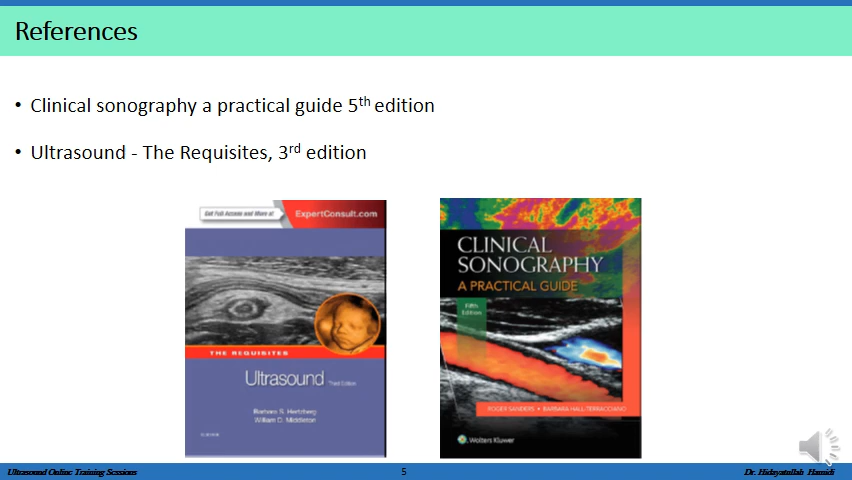 References
• Clinical sonography a practical guide 5th edition
• Ultrasound - The Requisites, 3rd edition
Get Full Access and More at
ExpertConsult.com
THE REQUISITES
Ultrasound Third Edition
Barbara S. Hertzberg
William D. Middleton
ELSEVIER
CLINICAL
SONOGRAPHY
A PRACTICAL GUIDE
Fifth
Edition
ROGER SANDERS • BARBARA HALL-TERRACCIANO
Wolters Kluwer
Ultrasound Online Training Sessions
5
Dr. Hidayatullah Hamidi